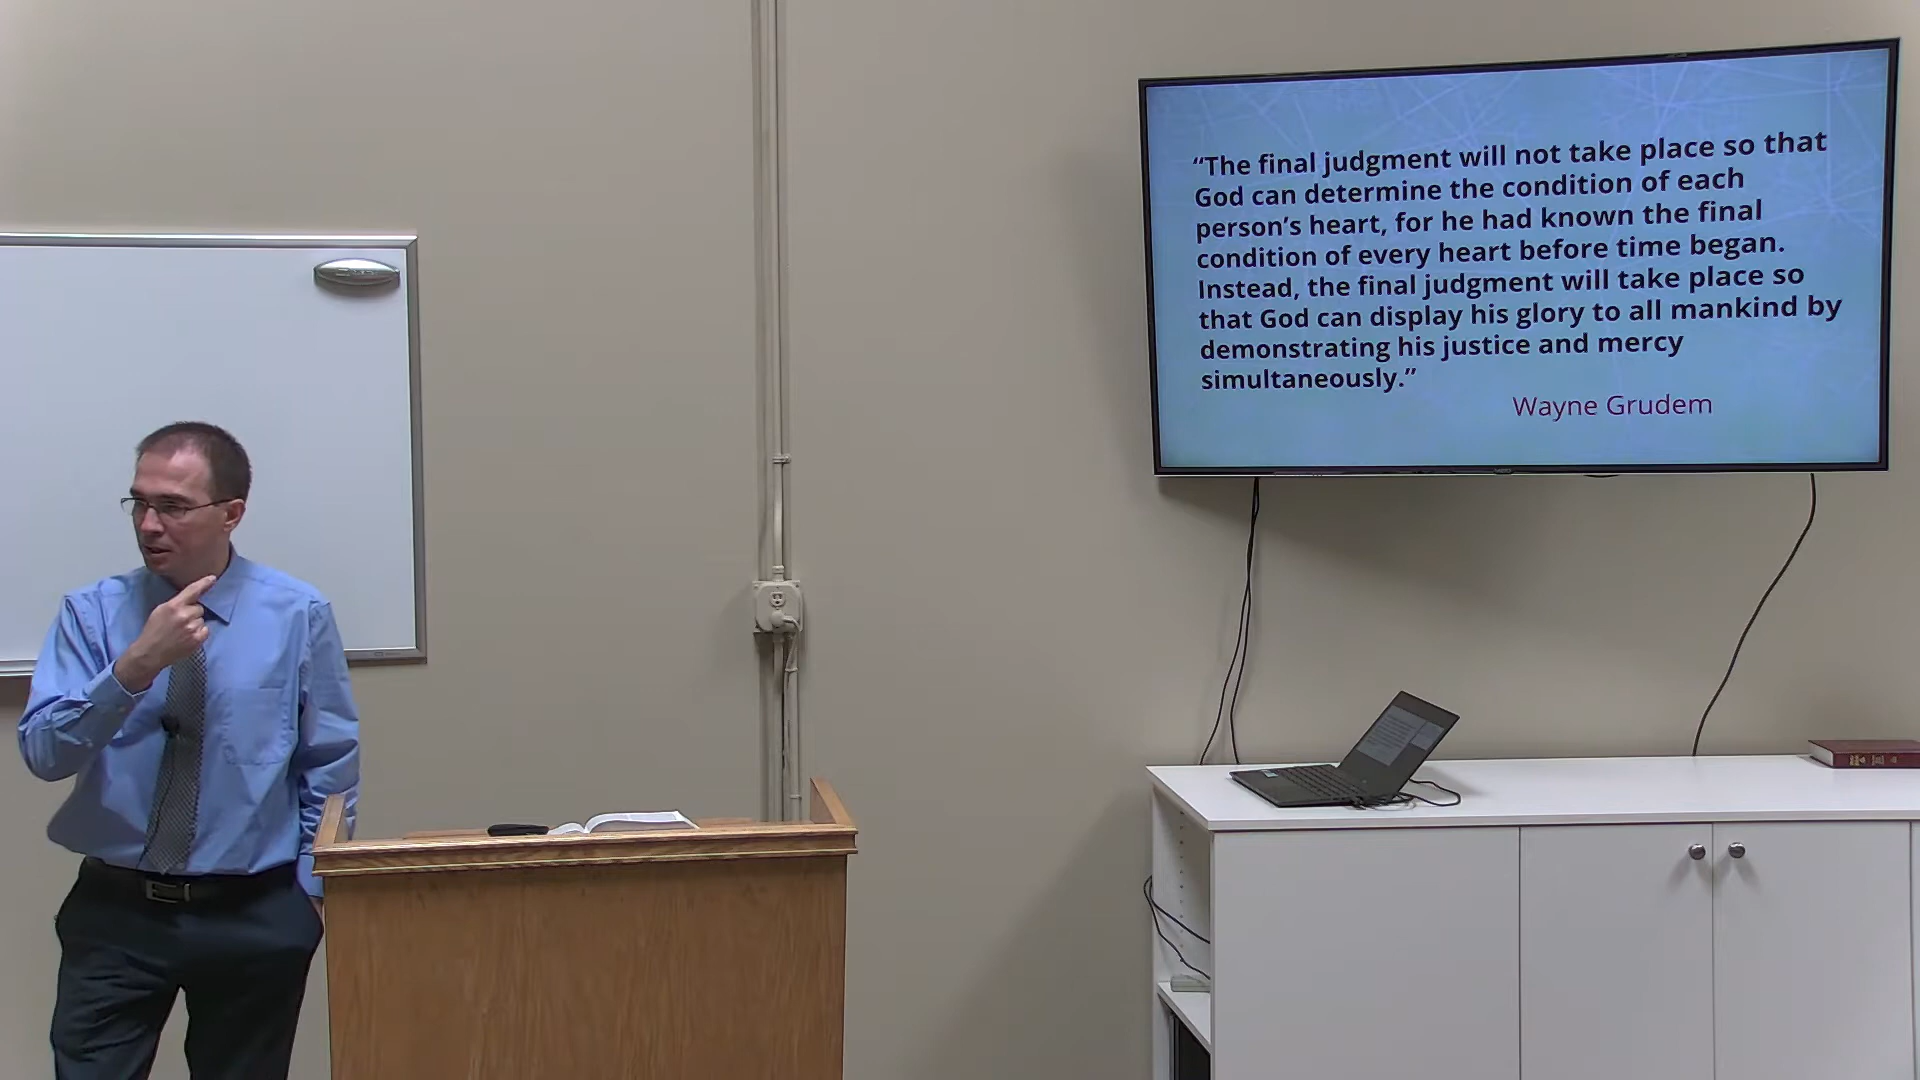 “The final judgment will not take place so that
God can determine the condition of each
person’s heart, for he had known the final
condition of every heart before time began.
Instead, the final judgment will take place so
that God can display his glory to all mankind by
demonstrating his justice and mercy
simultaneously.”
Wayne Grudem